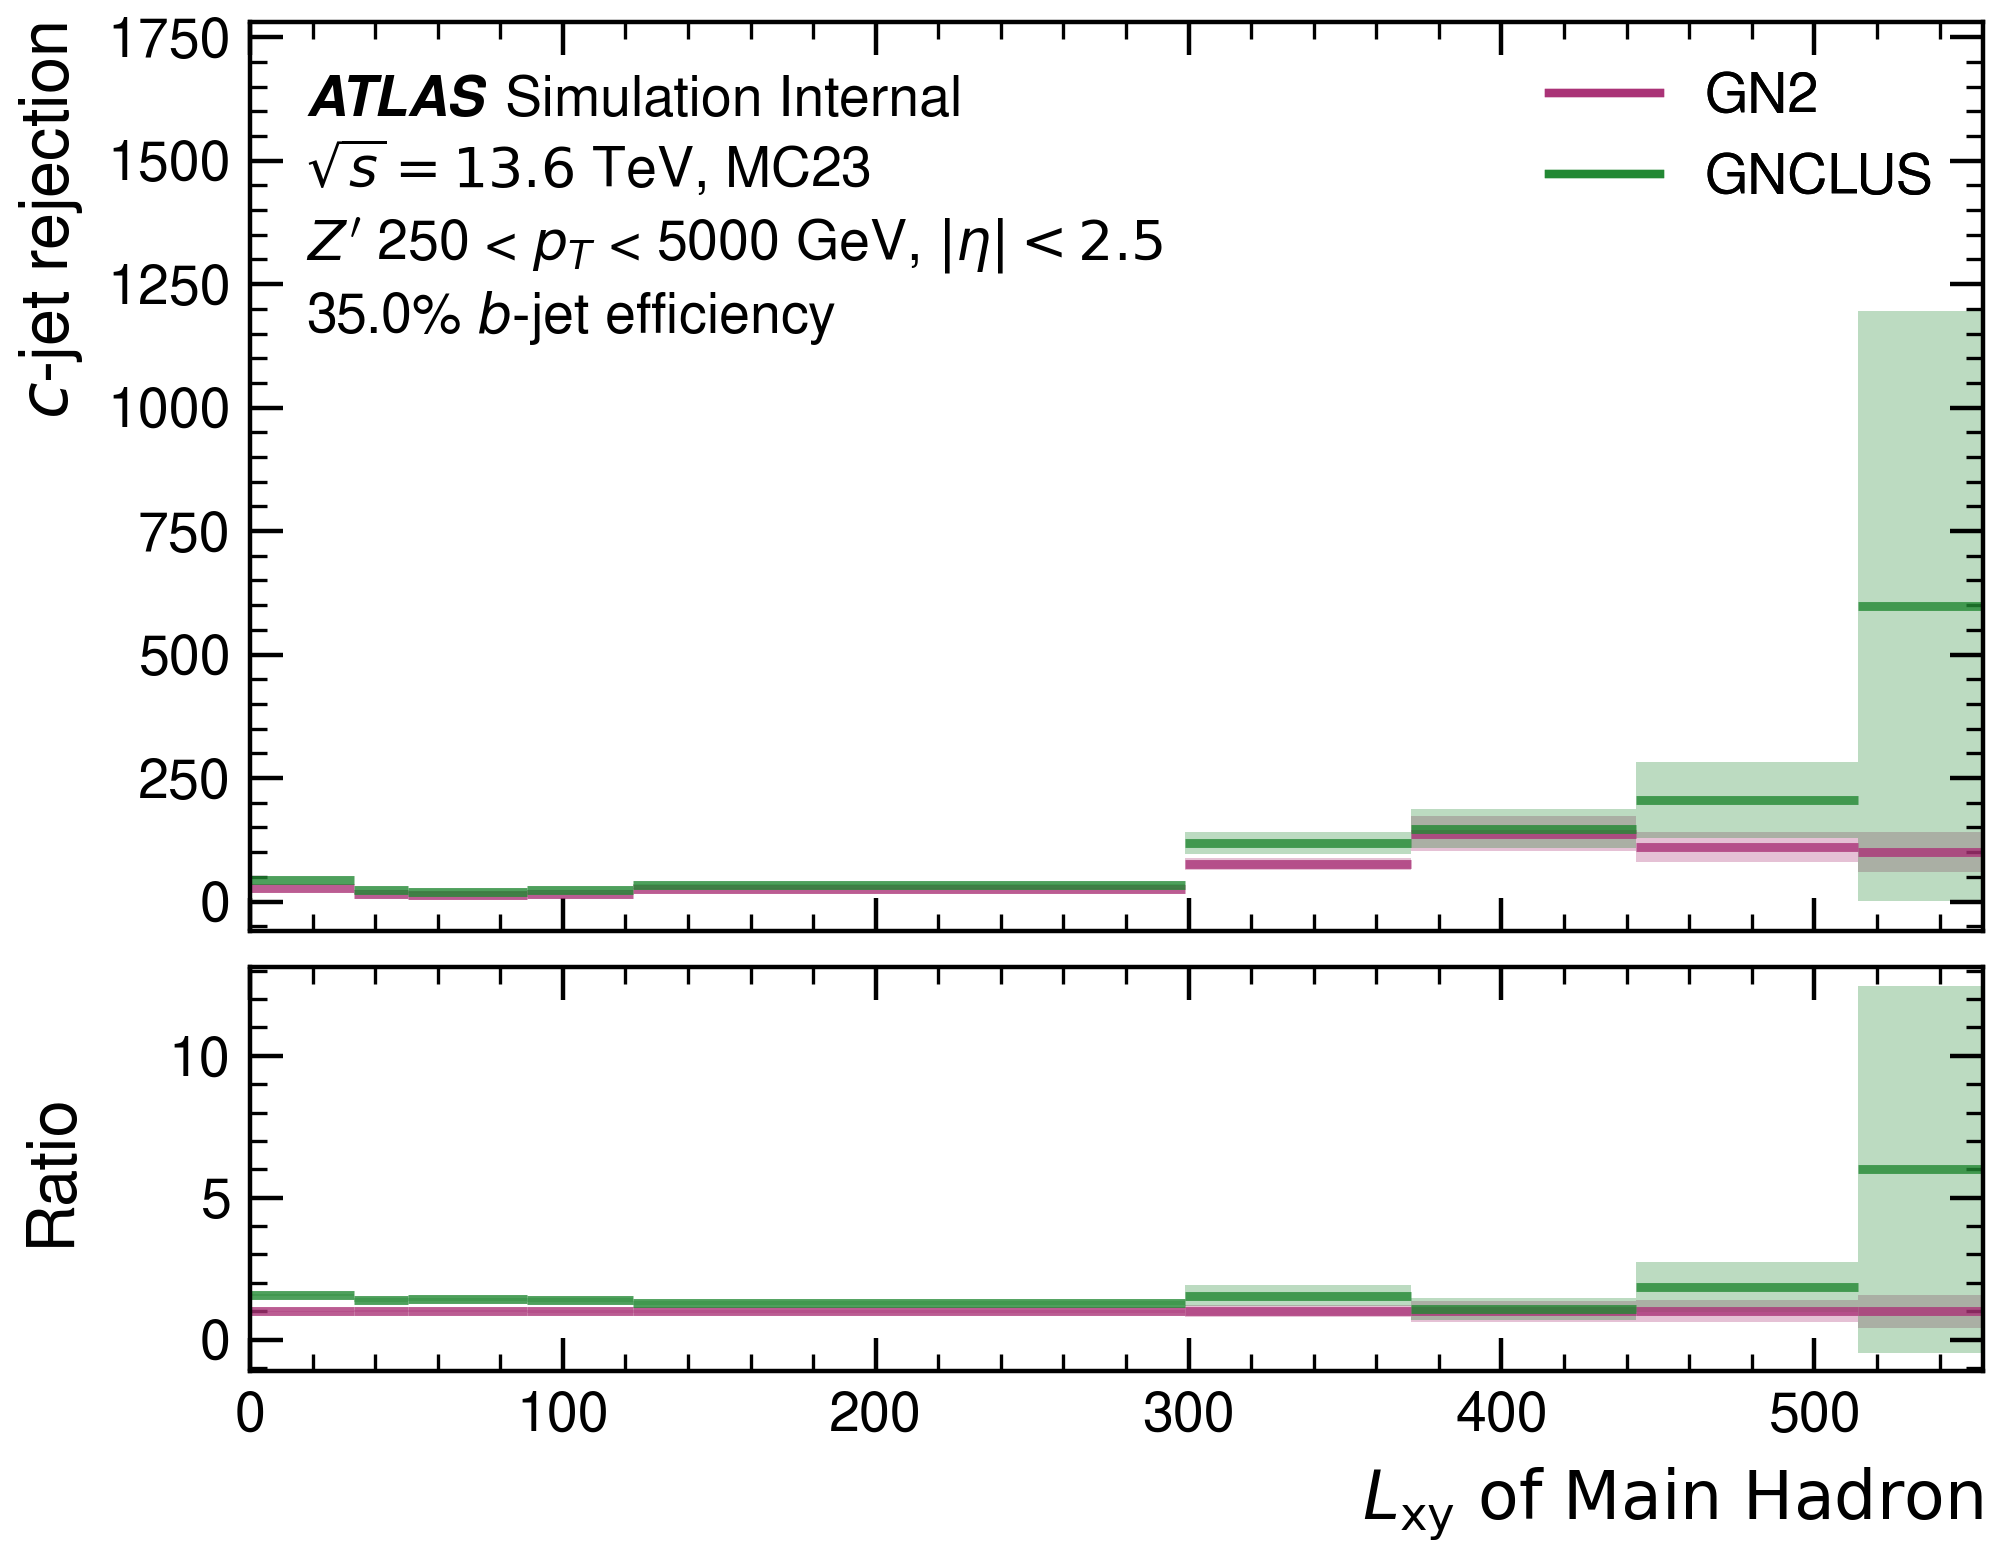 c-jet rejection
1750
1500
1250
1000
750
500
250
0
ATLAS Simulation Internal
√s = 13.6 TeV, MC23
Z′ 250 < p_T < 5000 GeV, |η| < 2.5
35.0% b-jet efficiency
GN2
GNCLUS
Ratio
10
5
0
0 100 200 300 400 500
L_xy of Main Hadron